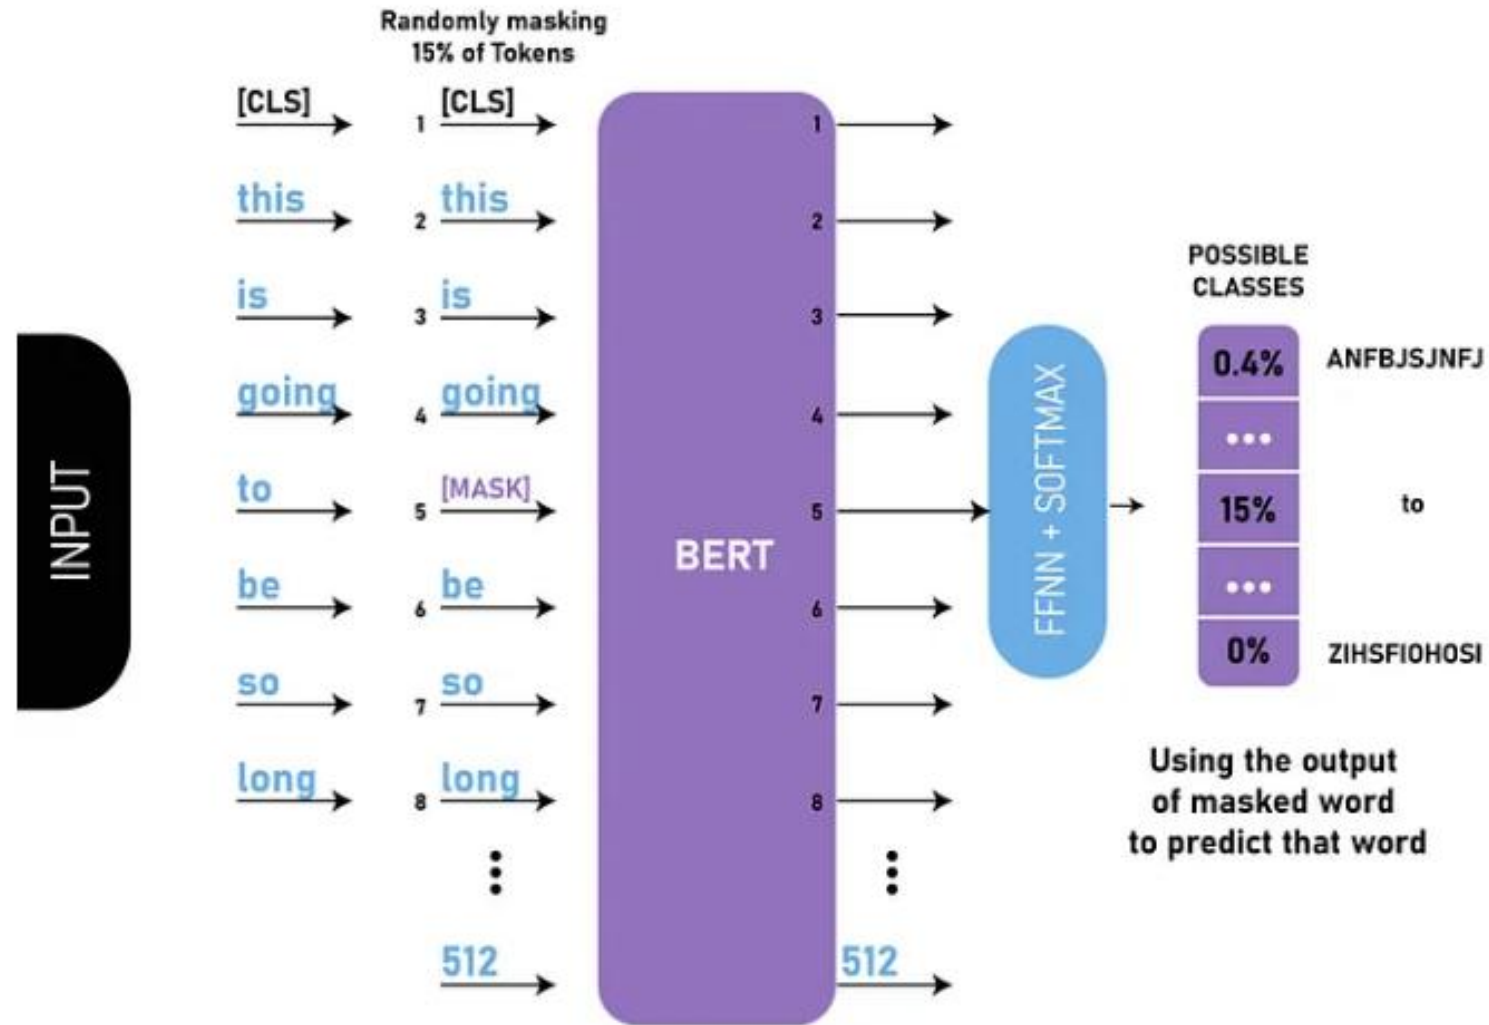 Randomly masking
15% of Tokens
[CLS] 1 [CLS] 1
this 2 this 2
is 3 is 3
going 4 going 4
to 5 [MASK] 5
be 6 be 6
so 7 so 7
long 8 long 8
512 512
INPUT
BERT
FFNN + SOFTMAX
POSSIBLE
CLASSES
0.4% ANFBJSJNFJ
...
15% to
...
0% ZIHSFIOHOSI
Using the output
of masked word
to predict that word